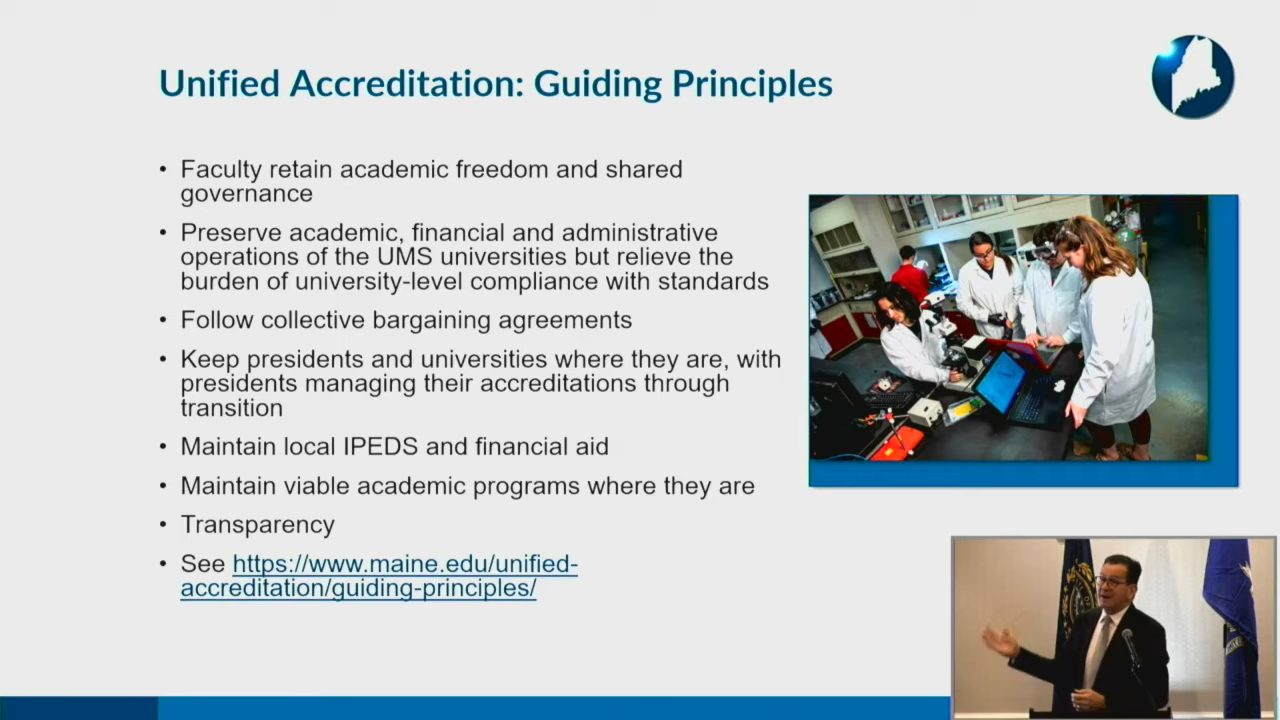 Unified Accreditation: Guiding Principles
• Faculty retain academic freedom and shared
governance
• Preserve academic, financial and administrative
operations of the UMS universities but relieve the
burden of university-level compliance with standards
• Follow collective bargaining agreements
• Keep presidents and universities where they are, with
presidents managing their accreditations through
transition
• Maintain local IPEDS and financial aid
• Maintain viable academic programs where they are
• Transparency
• See https://www.maine.edu/unified-
accreditation/guiding-principles/